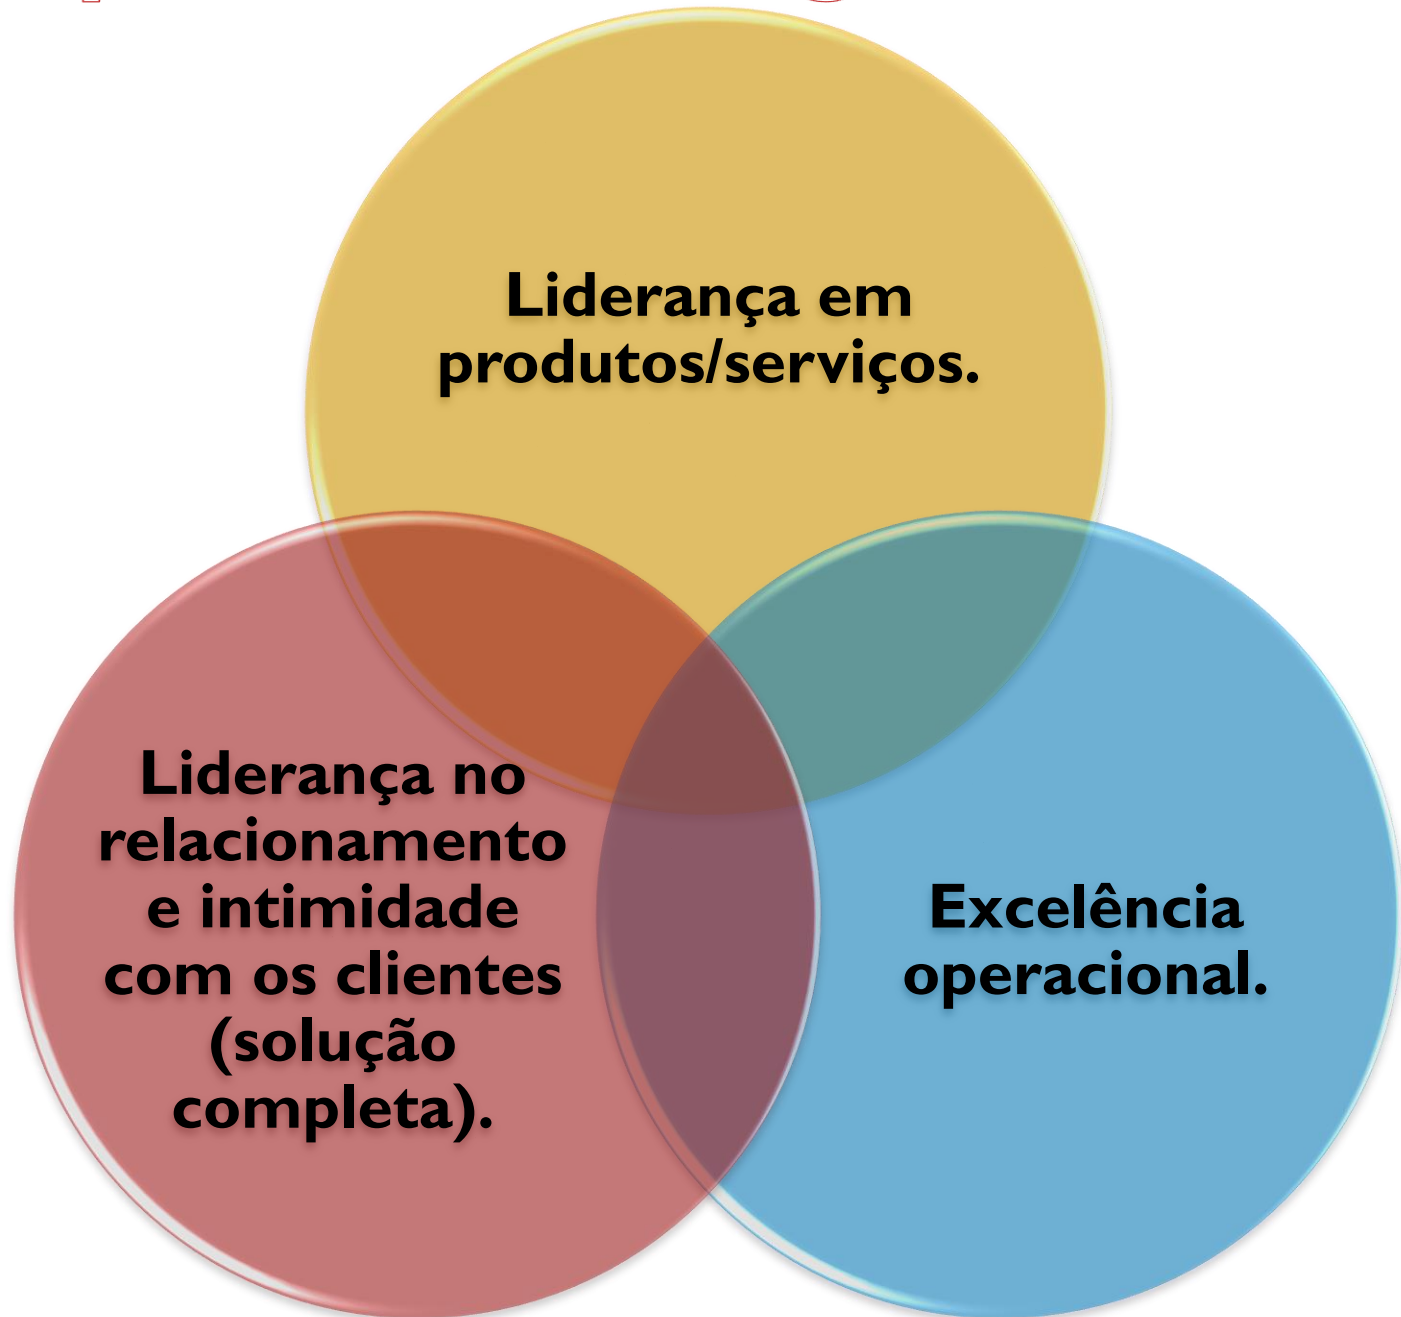 Liderança em
produtos/serviços.
Liderança no
relacionamento
e intimidade
com os clientes
(solução
completa).
Excelência
operacional.